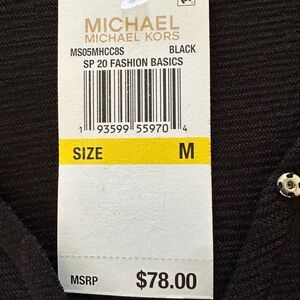 MICHAEL
MICHAEL KORS
MS05MHCC8S BLACK
SP 20 FASHION BASICS
1 93599 55970 4
SIZE M
MSRP $78.00